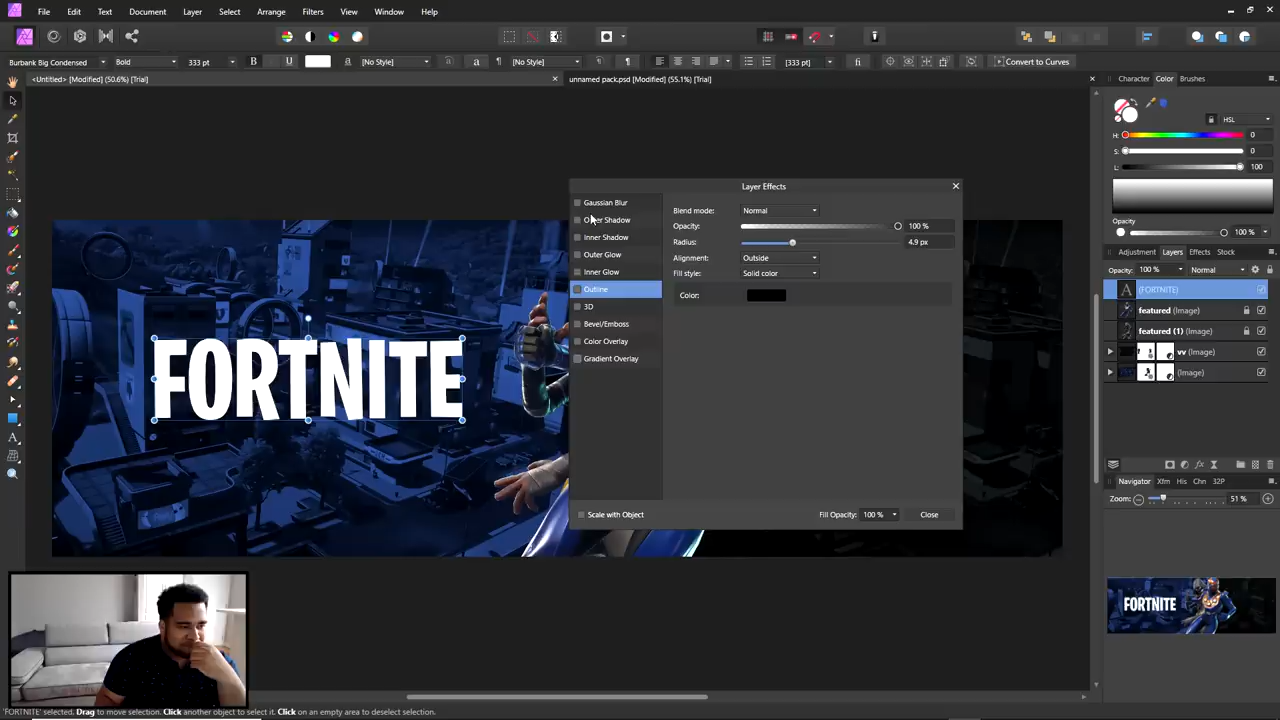 File Edit Text Document Layer Select Arrange Filters View Window Help
Burbank Big Condensed Bold 333 pt B I U a [No Style] a [No Style] ¶ ¶ [333 pt] fi Convert to Curves
<Untitled> [Modified] (50.6%) [Trial]
unnamed pack.psd [Modified] (55.1%) [Trial]
Character Color Brushes
HSL
H: 0
S: 0
L: 100
Opacity
100 %
Adjustment Layers Effects Stock
Opacity: 100 % Normal
A (FORTNITE)
featured (Image)
featured (1) (Image)
vv (Image)
(Image)
fx
Navigator Xfm His Chn 32P
Zoom: 51 %
FORTNITE
Layer Effects
Gaussian Blur
Outer Shadow
Inner Shadow
Outer Glow
Inner Glow
Outline
3D
Bevel/Emboss
Color Overlay
Gradient Overlay
Blend mode: Normal
Opacity: 100 %
Radius: 4.9 px
Alignment: Outside
Fill style: Solid color
Color:
Scale with Object
Fill Opacity: 100 %
Close
FORTNITE
'FORTNITE' selected. Drag to move selection. Click another object to select it. Click on an empty area to deselect selection.